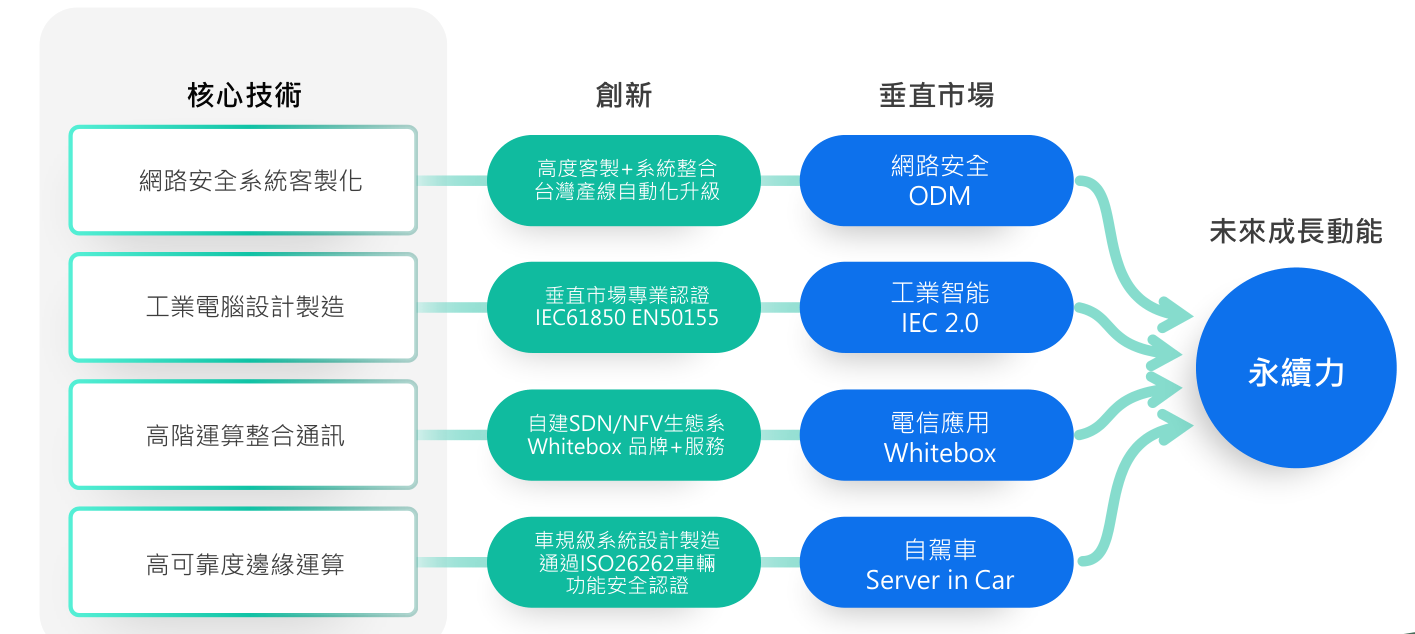 核心技術
創新
垂直市場
網路安全系統客製化
高度客製+系統整合
台灣產線自動化升級
網路安全
ODM
工業電腦設計製造
垂直市場專業認證
IEC61850 EN50155
工業智能
IEC 2.0
高階運算整合通訊
自建SDN/NFV生態系
Whitebox 品牌+服務
電信應用
Whitebox
高可靠度邊緣運算
車規級系統設計製造
通過ISO26262車輛
功能安全認證
自駕車
Server in Car
未來成長動能
永續力